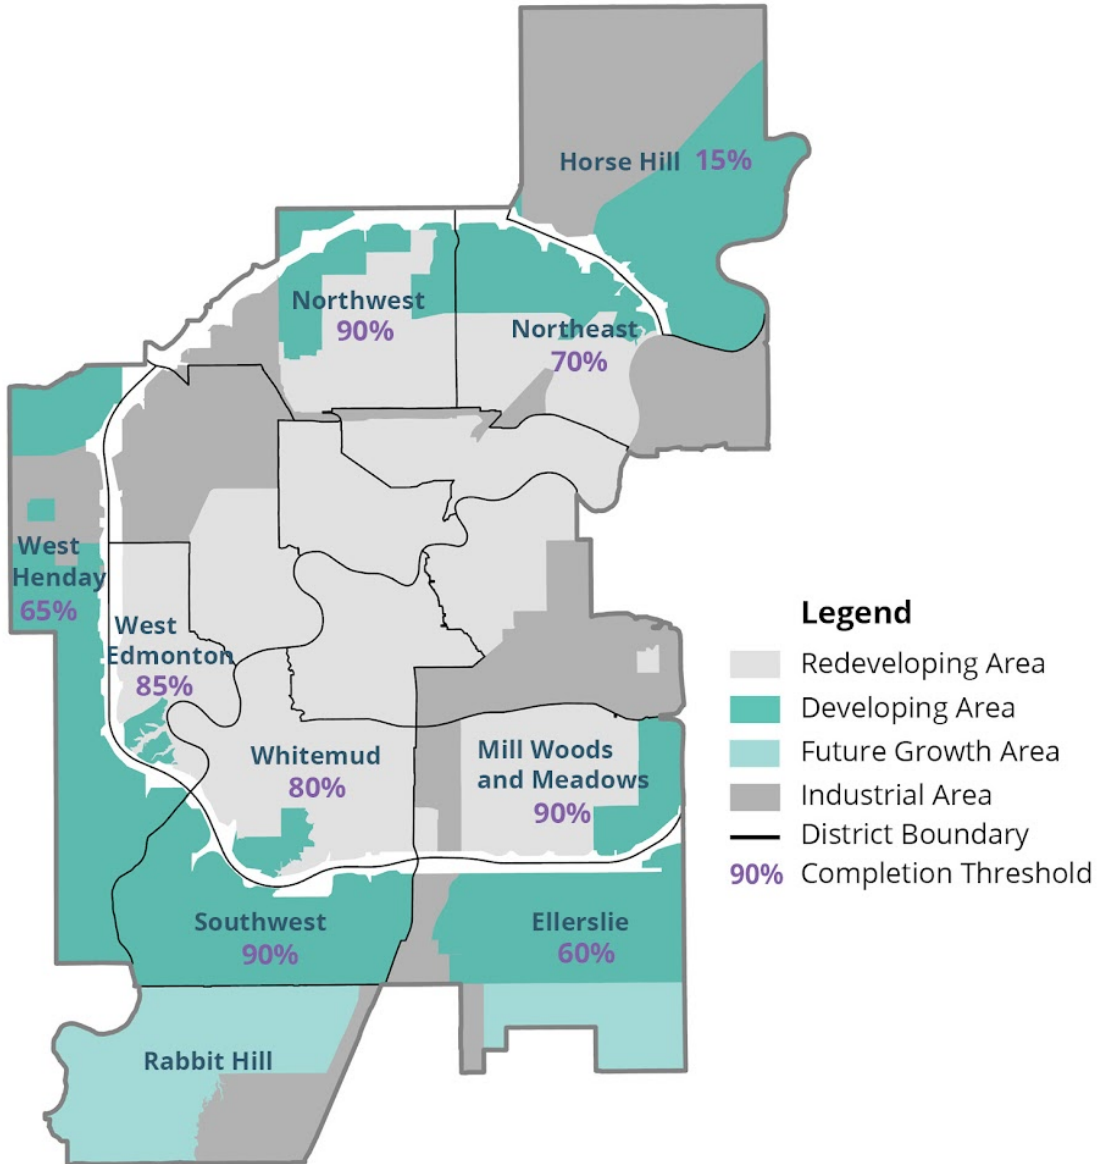 Horse Hill 15%
Northwest
90%
Northeast
70%
West
Henday
65%
West
Edmonton
85%
Whitemud
80%
Mill Woods
and Meadows
90%
Southwest
90%
Ellerslie
60%
Rabbit Hill
Legend
Redeveloping Area
Developing Area
Future Growth Area
Industrial Area
District Boundary
90% Completion Threshold